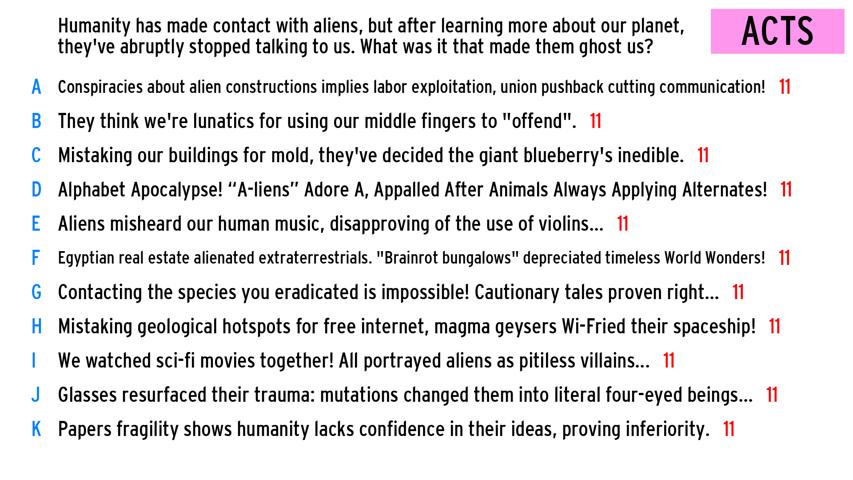 Humanity has made contact with aliens, but after learning more about our planet,
they've abruptly stopped talking to us. What was it that made them ghost us?
ACTS
A Conspiracies about alien constructions implies labor exploitation, union pushback cutting communication! 11
B They think we're lunatics for using our middle fingers to "offend". 11
C Mistaking our buildings for mold, they've decided the giant blueberry's inedible. 11
D Alphabet Apocalypse! “A-liens” Adore A, Appalled After Animals Always Applying Alternates! 11
E Aliens misheard our human music, disapproving of the use of violins... 11
F Egyptian real estate alienated extraterrestrials. "Brainrot bungalows" depreciated timeless World Wonders! 11
G Contacting the species you eradicated is impossible! Cautionary tales proven right... 11
H Mistaking geological hotspots for free internet, magma geysers Wi-Fried their spaceship! 11
I We watched sci-fi movies together! All portrayed aliens as pitiless villains... 11
J Glasses resurfaced their trauma: mutations changed them into literal four-eyed beings... 11
K Papers fragility shows humanity lacks confidence in their ideas, proving inferiority. 11